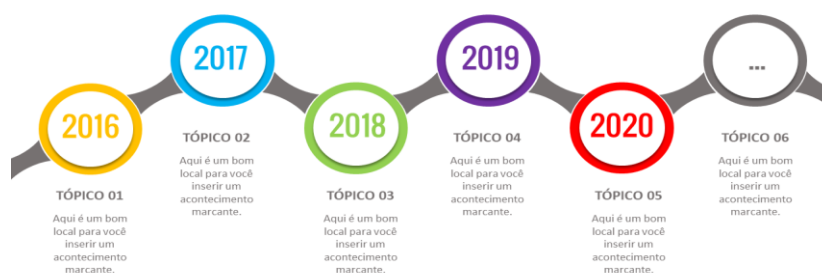 2016
TÓPICO 01
Aqui é um bom
local para você
inserir um
acontecimento
marcante.
2017
TÓPICO 02
Aqui é um bom
local para você
inserir um
acontecimento
marcante.
2018
TÓPICO 03
Aqui é um bom
local para você
inserir um
acontecimento
marcante.
2019
TÓPICO 04
Aqui é um bom
local para você
inserir um
acontecimento
marcante.
2020
TÓPICO 05
Aqui é um bom
local para você
inserir um
acontecimento
marcante.
...
TÓPICO 06
Aqui é um bom
local para você
inserir um
acontecimento
marcante.